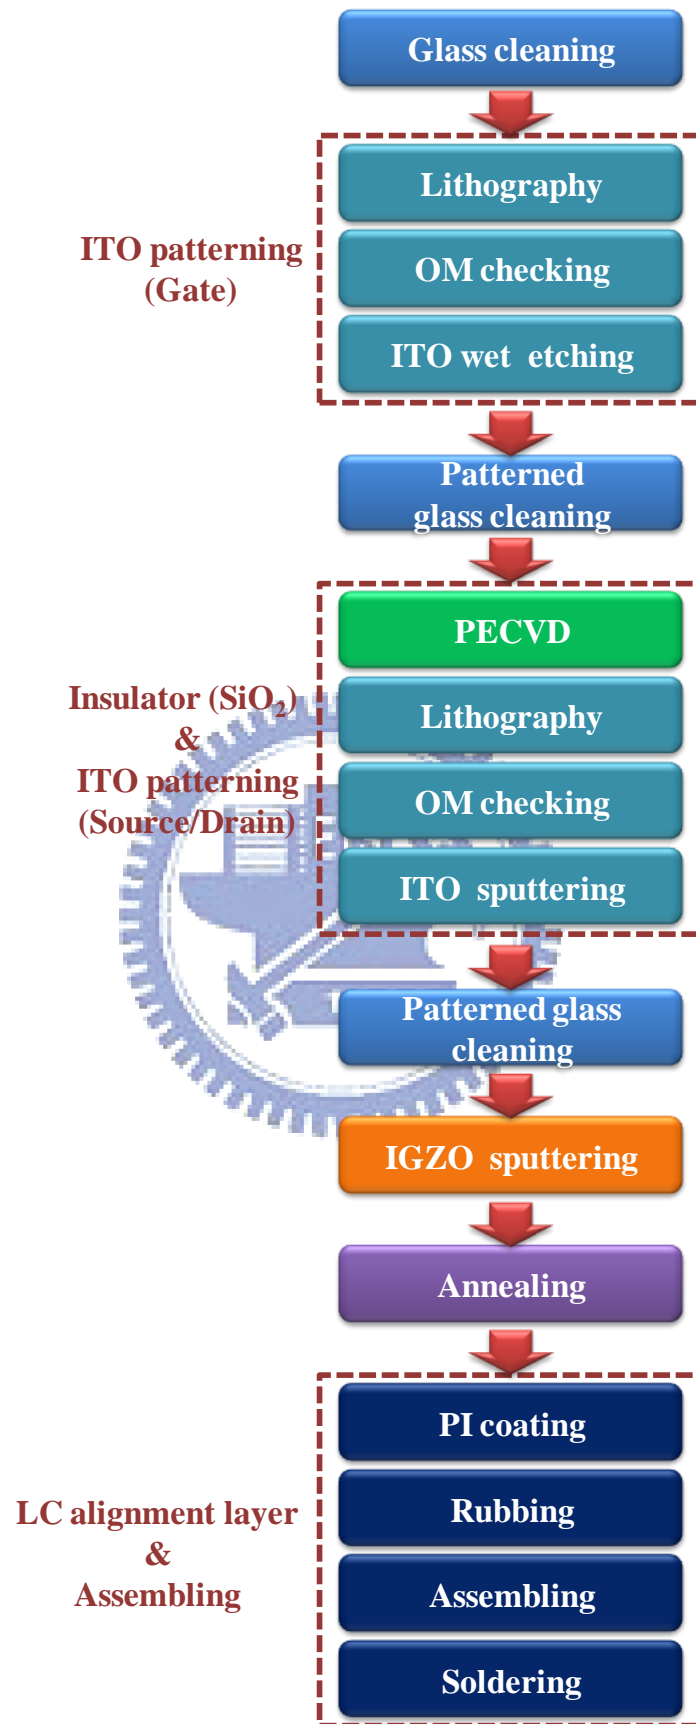 Glass cleaning
Lithography
ITO patterning
(Gate)
OM checking
ITO wet etching
Patterned
glass cleaning
PECVD
Insulator (SiO₂)
&
ITO patterning
(Source/Drain)
Lithography
OM checking
ITO sputtering
Patterned glass
cleaning
IGZO sputtering
Annealing
PI coating
Rubbing
LC alignment layer
&
Assembling
Assembling
Soldering